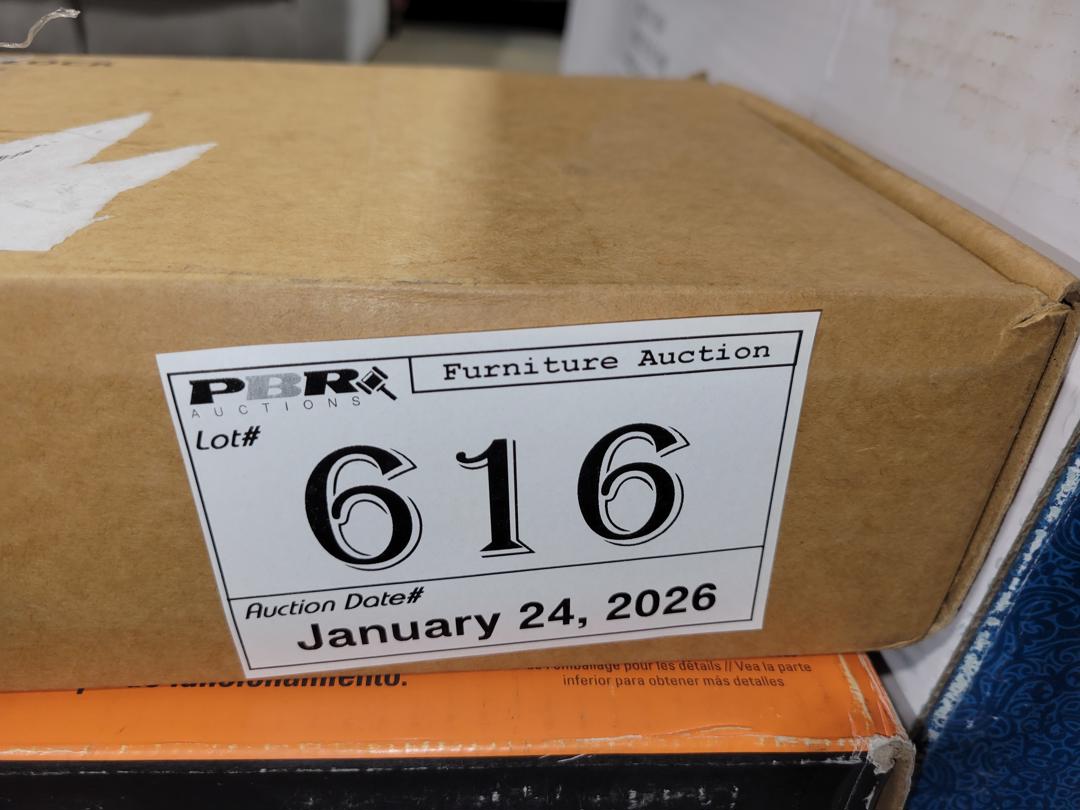 PBR
AUCTIONS
Furniture Auction
Lot#
616
Auction Date#
January 24, 2026
funcionamiento.
l'emballage pour les détails // Vea la parte
inferior para obtener más detalles